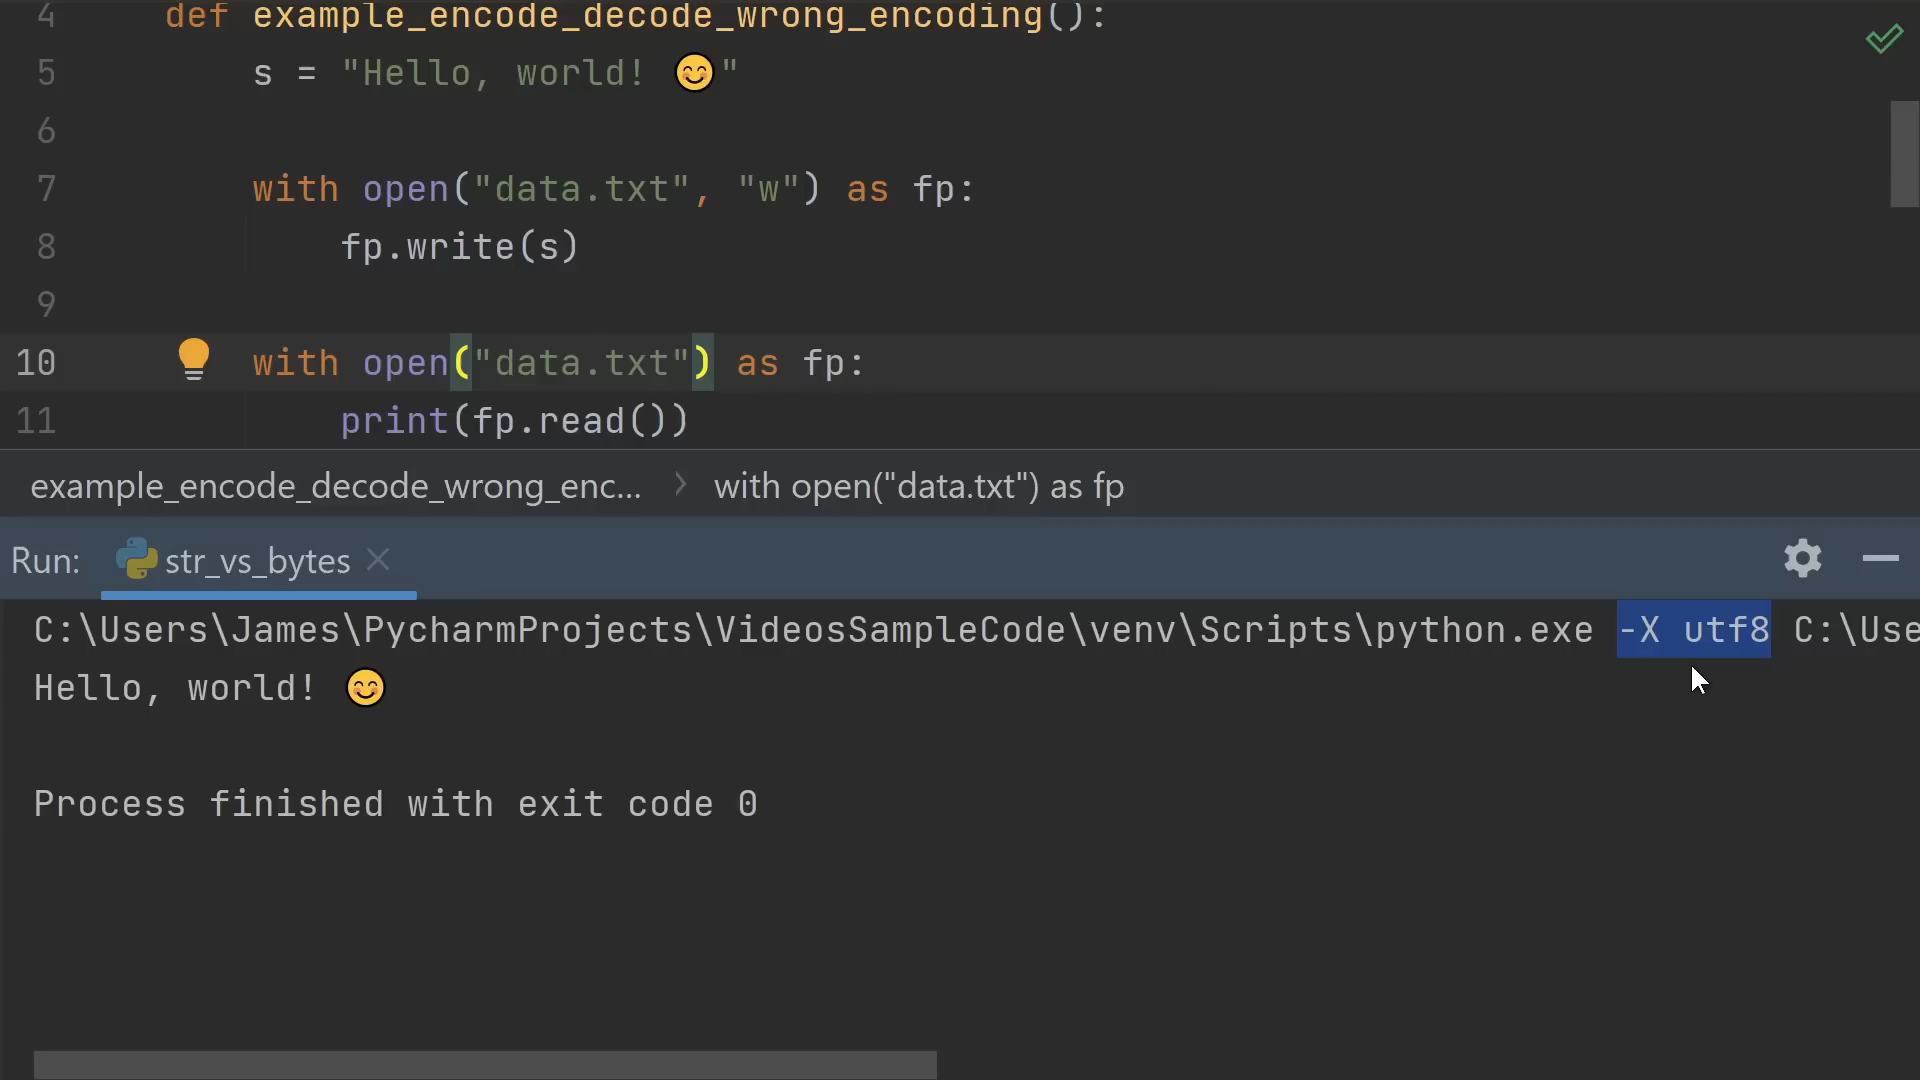 4 def example_encode_decode_wrong_encoding():
5 s = "Hello, world! 😊"
6
7 with open("data.txt", "w") as fp:
8 fp.write(s)
9
10 with open("data.txt") as fp:
11 print(fp.read())
example_encode_decode_wrong_enc... > with open("data.txt") as fp
Run: str_vs_bytes ×
C:\Users\James\PycharmProjects\VideosSampleCode\venv\Scripts\python.exe -X utf8 C:\Use
Hello, world! 😊
Process finished with exit code 0